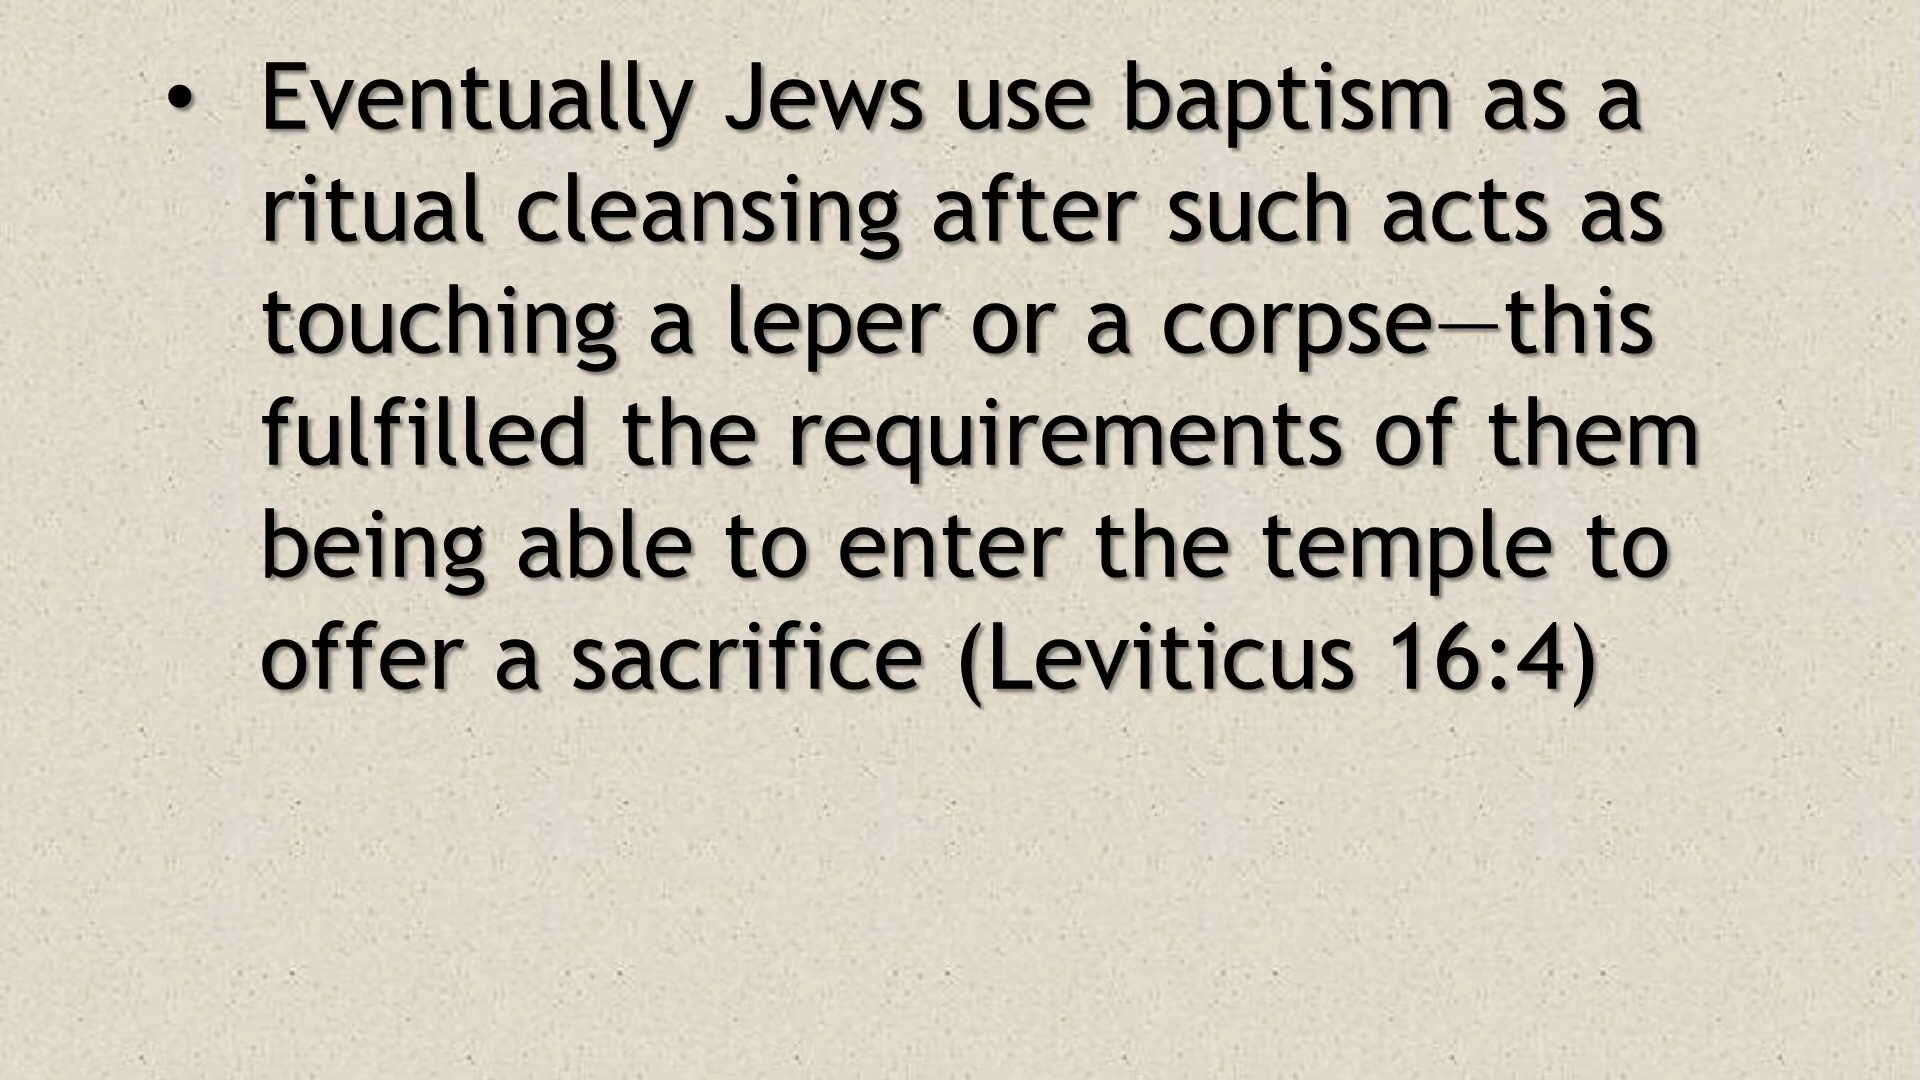 • Eventually Jews use baptism as a
ritual cleansing after such acts as
touching a leper or a corpse—this
fulfilled the requirements of them
being able to enter the temple to
offer a sacrifice (Leviticus 16:4)